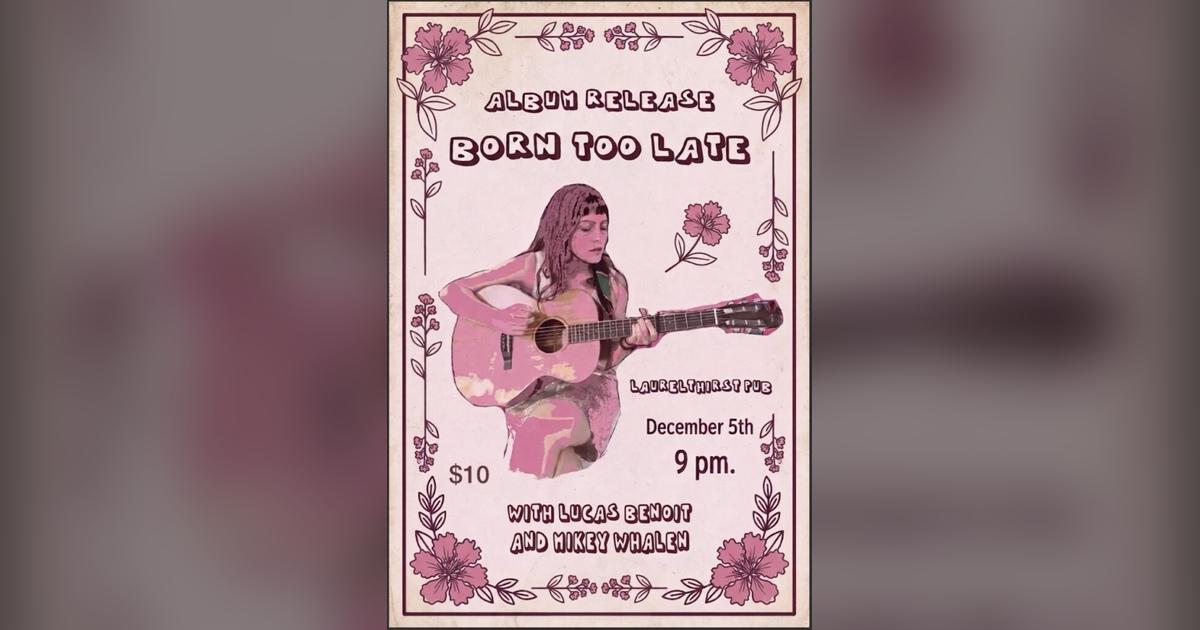 ALBUM RELEASE
BORN TOO LATE
LAURELTHIRST PUB
December 5th
9 pm.
$10
WITH LUCAS BENOIT
AND MIKEY WHALEN